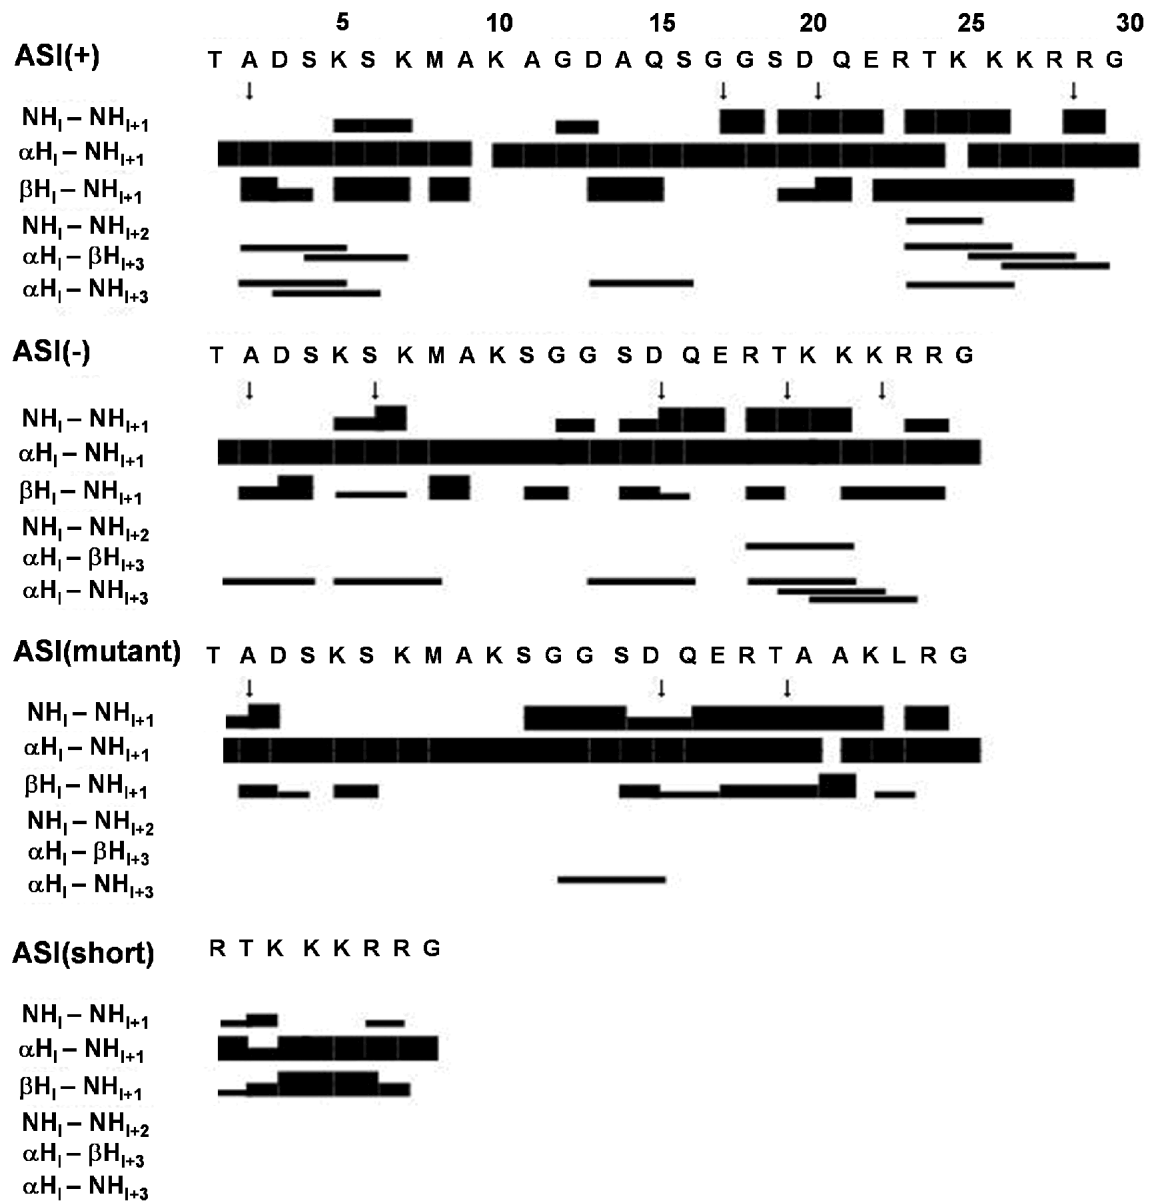 5 10 15 20 25 30
ASI(+) T A D S K S K M A K A G D A Q S G G S D Q E R T K K K R R G
↓ ↓ ↓ ↓
NHI – NHI+1
αHI – NHI+1
βHI – NHI+1
NHI – NHI+2
αHI – βHI+3
αHI – NHI+3
ASI(-) T A D S K S K M A K S G G S D Q E R T K K K R R G
↓ ↓ ↓ ↓ ↓
NHI – NHI+1
αHI – NHI+1
βHI – NHI+1
NHI – NHI+2
αHI – βHI+3
αHI – NHI+3
ASI(mutant) T A D S K S K M A K S G G S D Q E R T A A K L R G
↓ ↓ ↓
NHI – NHI+1
αHI – NHI+1
βHI – NHI+1
NHI – NHI+2
αHI – βHI+3
αHI – NHI+3
ASI(short) R T K K K R R G
NHI – NHI+1
αHI – NHI+1
βHI – NHI+1
NHI – NHI+2
αHI – βHI+3
αHI – NHI+3